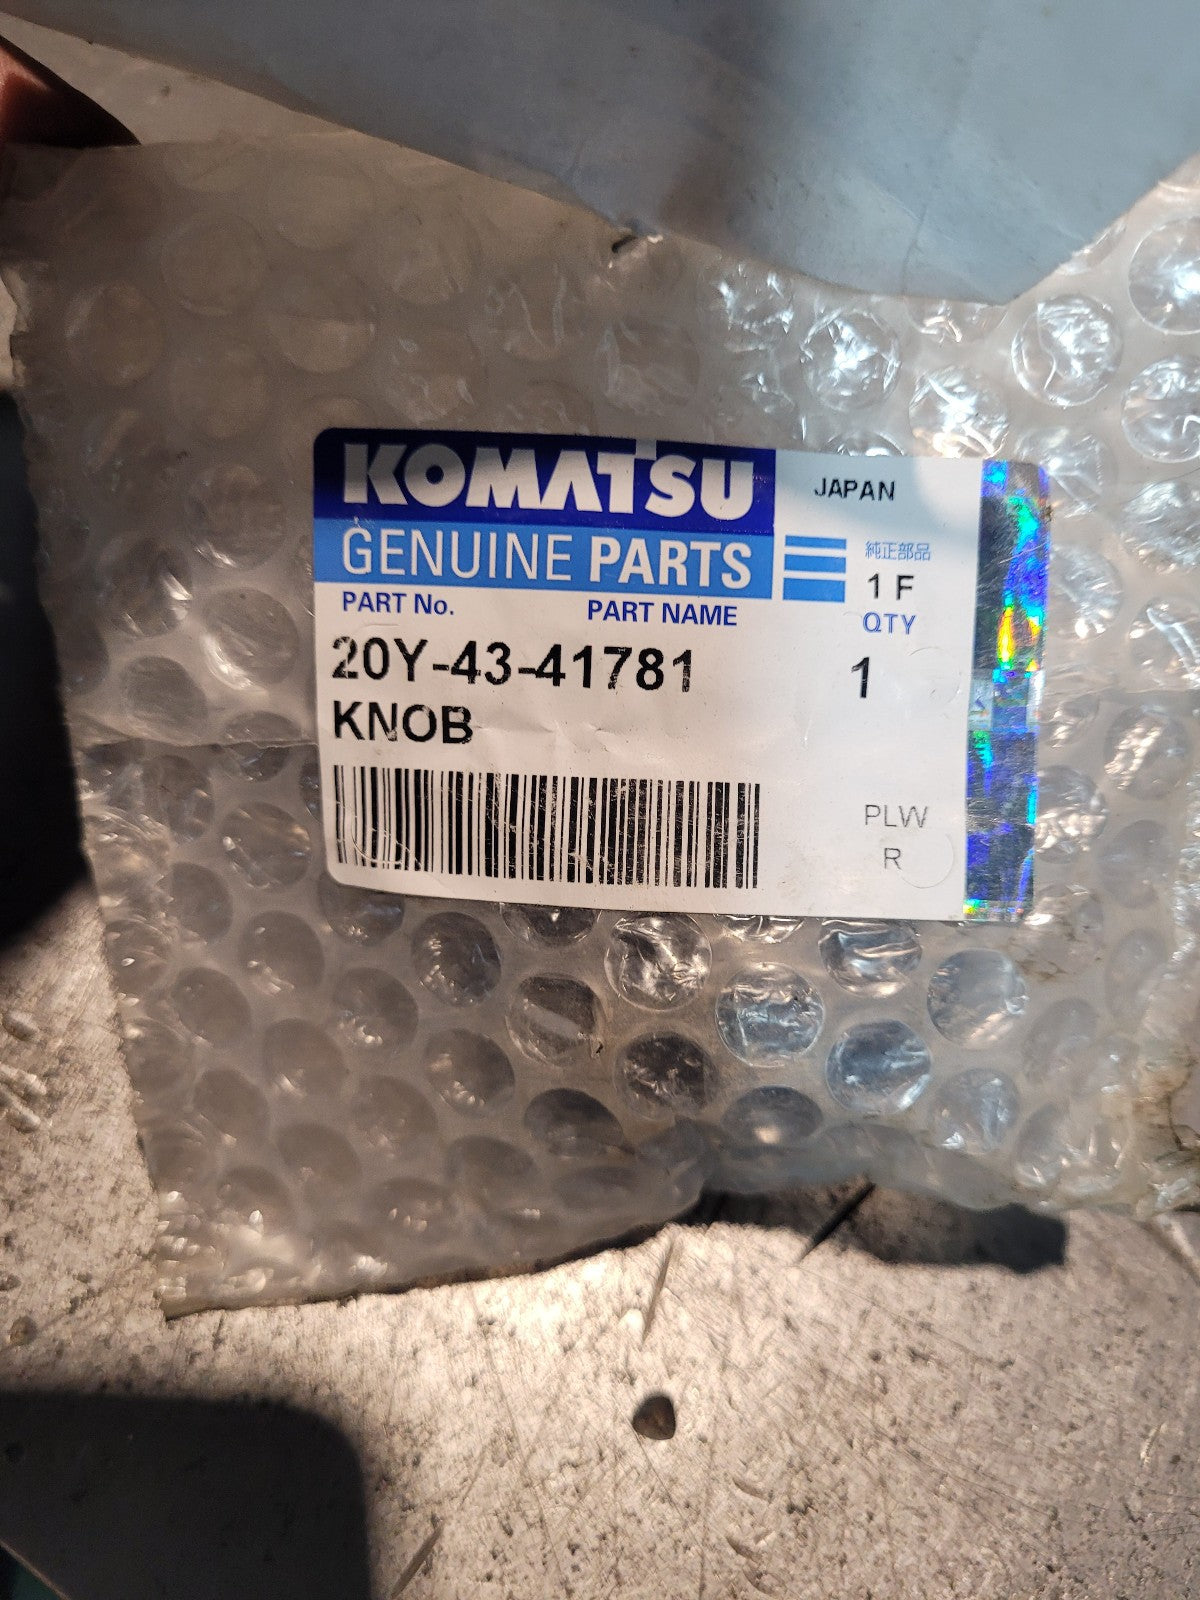 KOMATSU
JAPAN
GENUINE PARTS
純正部品
1 F
PART No.
PART NAME
QTY
20Y-43-41781
1
KNOB
PLW
R